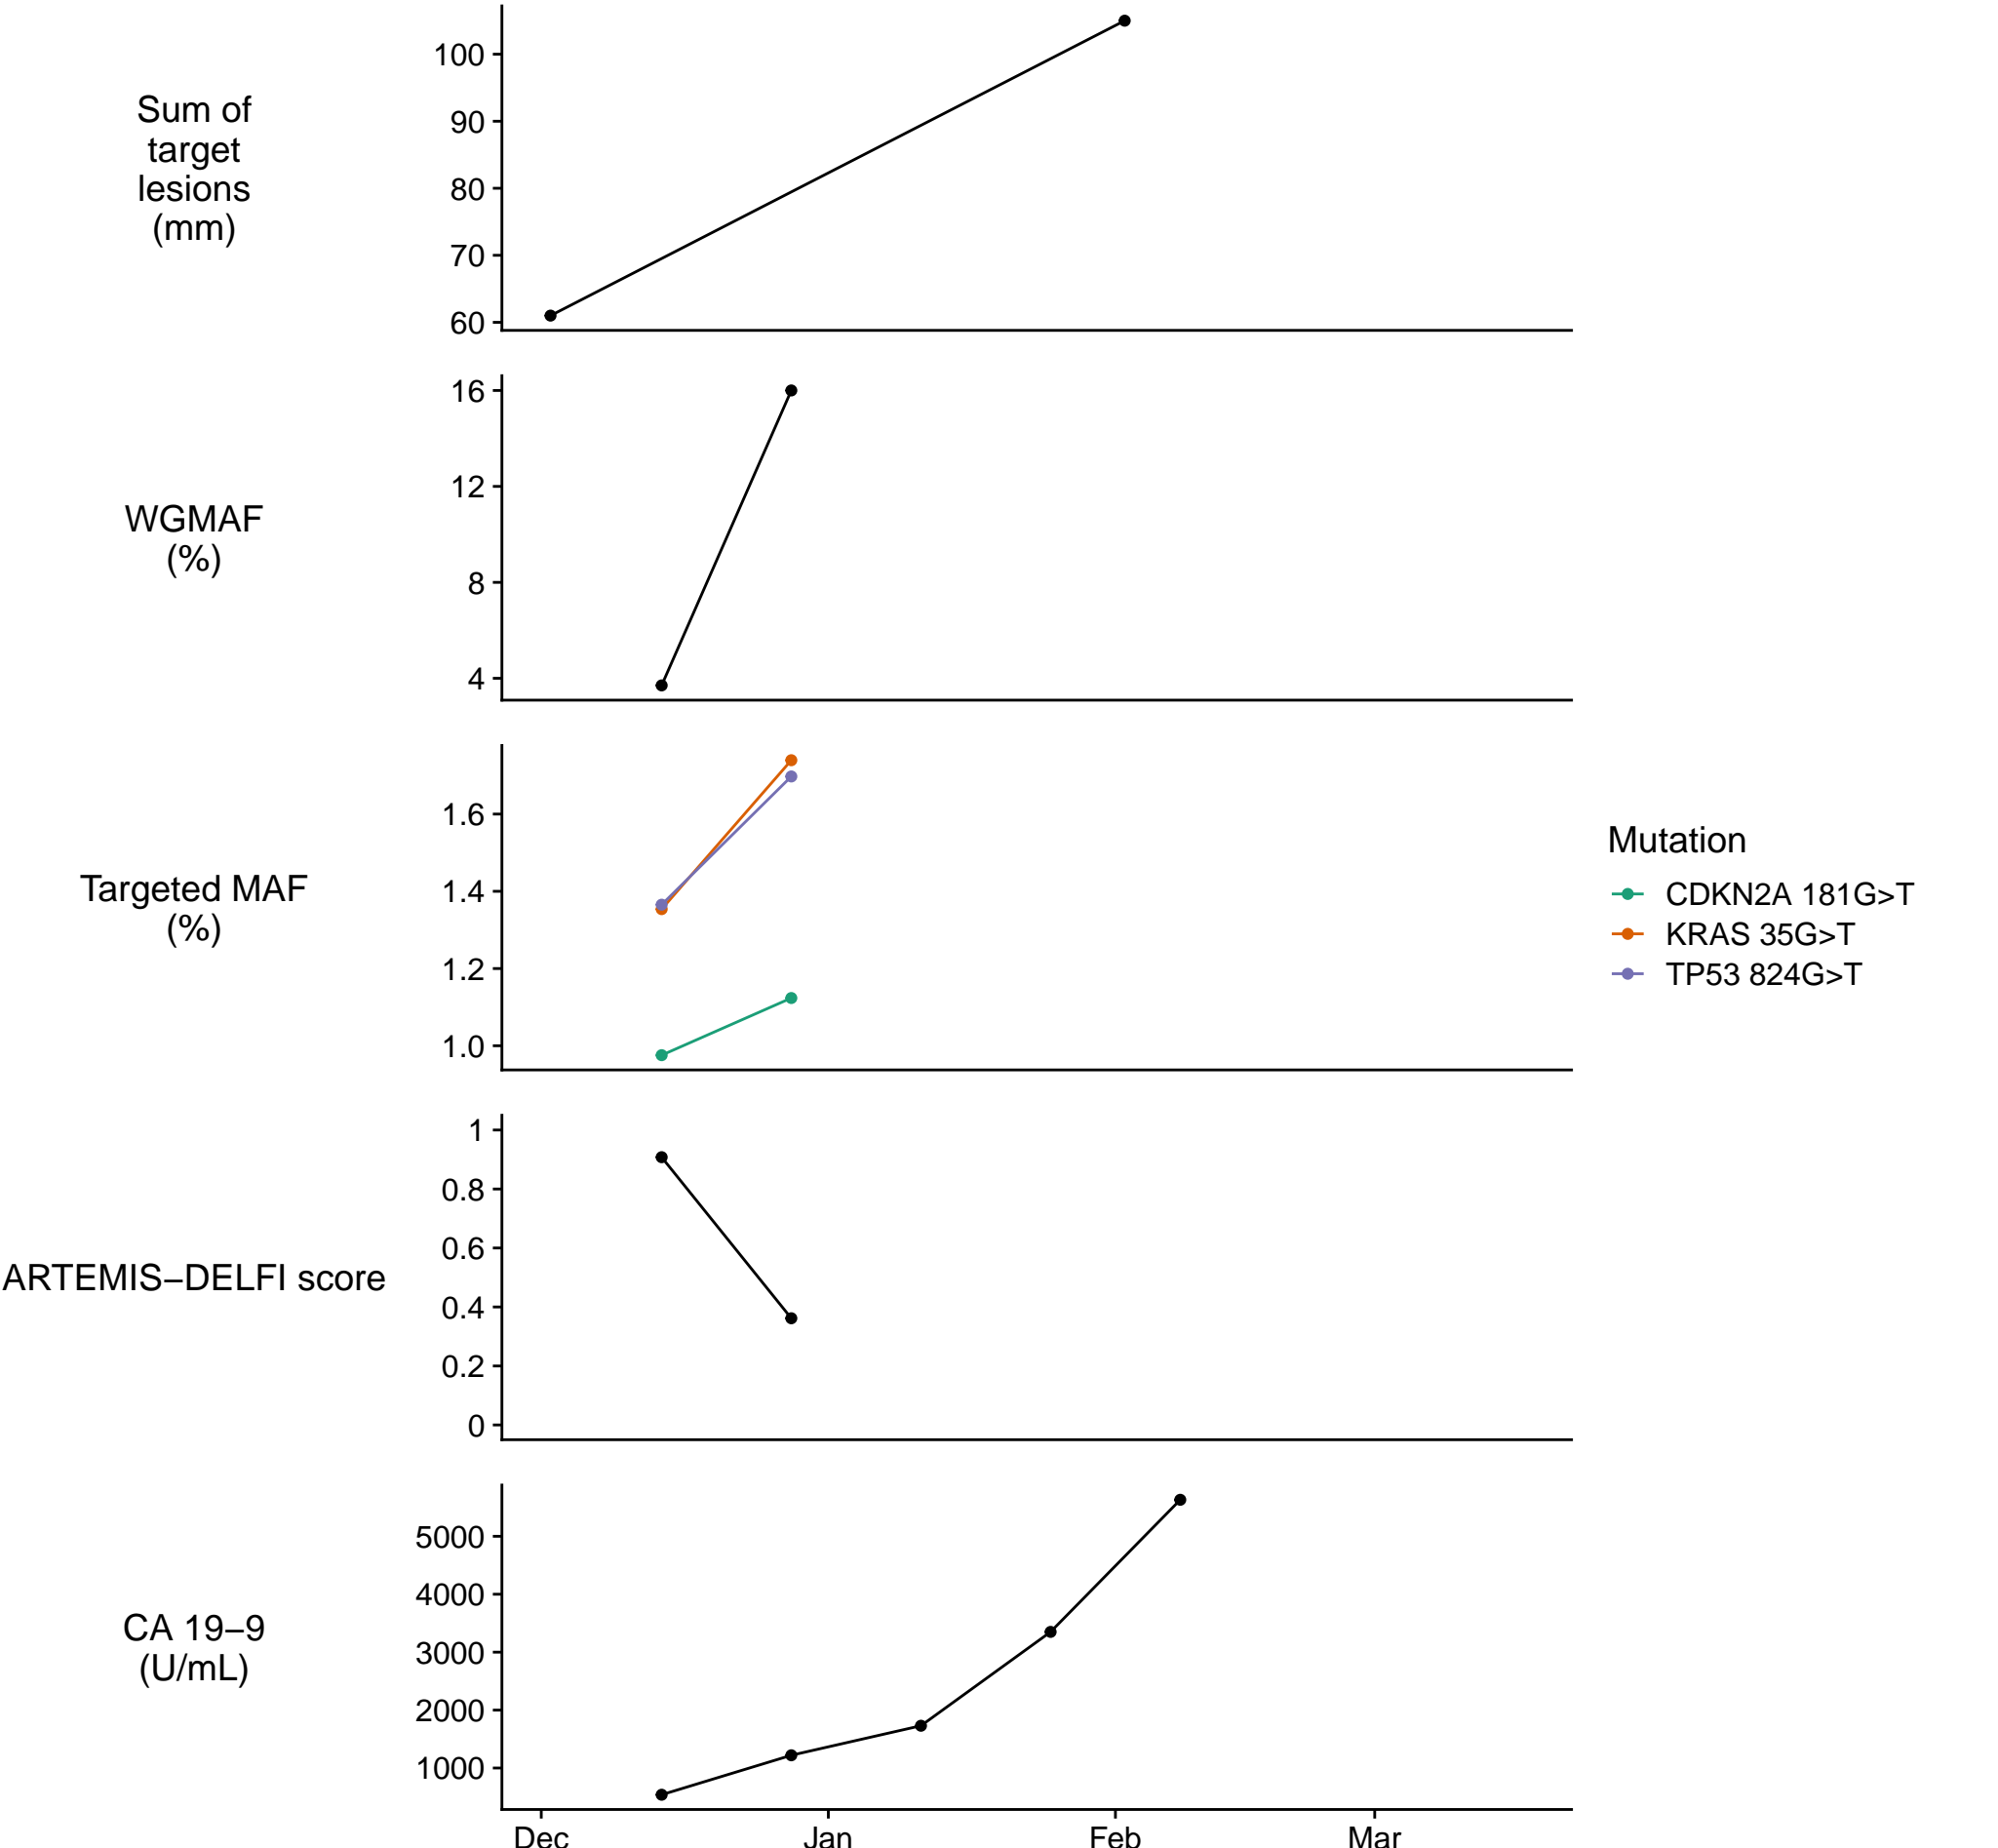 Sum of
target
lesions
(mm)
100
90
80
70
60
WGMAF
(%)
16
12
8
4
Targeted MAF
(%)
1.6
1.4
1.2
1.0
Mutation
CDKN2A 181G>T
KRAS 35G>T
TP53 824G>T
ARTEMIS–DELFI score
1
0.8
0.6
0.4
0.2
0
CA 19–9
(U/mL)
5000
4000
3000
2000
1000
Dec Jan Feb Mar